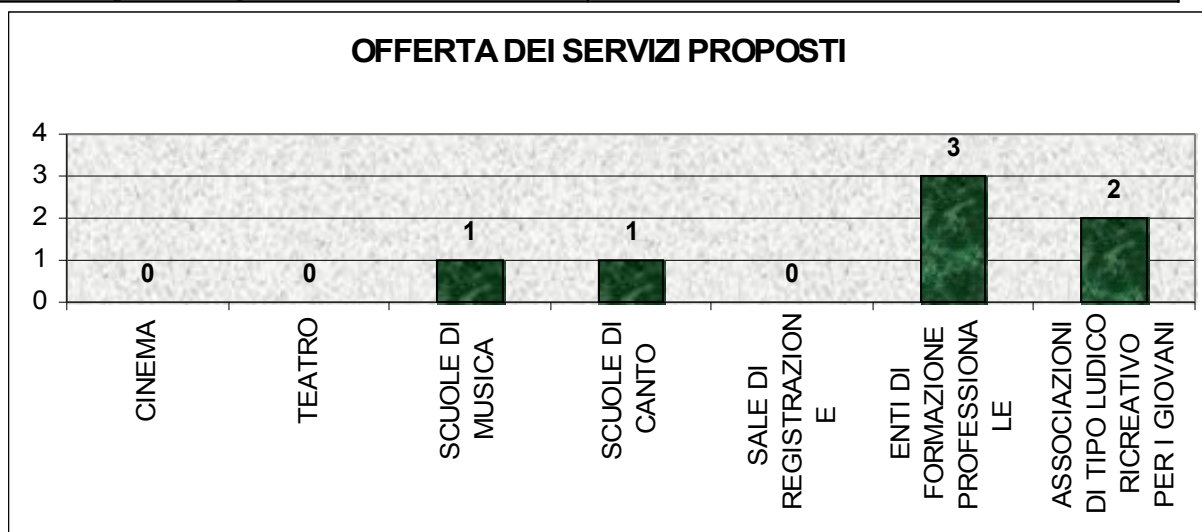 OFFERTA DEI SERVIZI PROPOSTI
4
3
2
1
0
0
0
1
1
0
3
2
CINEMA
TEATRO
SCUOLE DI
MUSICA
SCUOLE DI
CANTO
SALE DI
REGISTRAZION
E
ENTI DI
FORMAZIONE
PROFESSIONA
LE
ASSOCIAZIONI
DI TIPO LUDICO
RICREATIVO
PER I GIOVANI